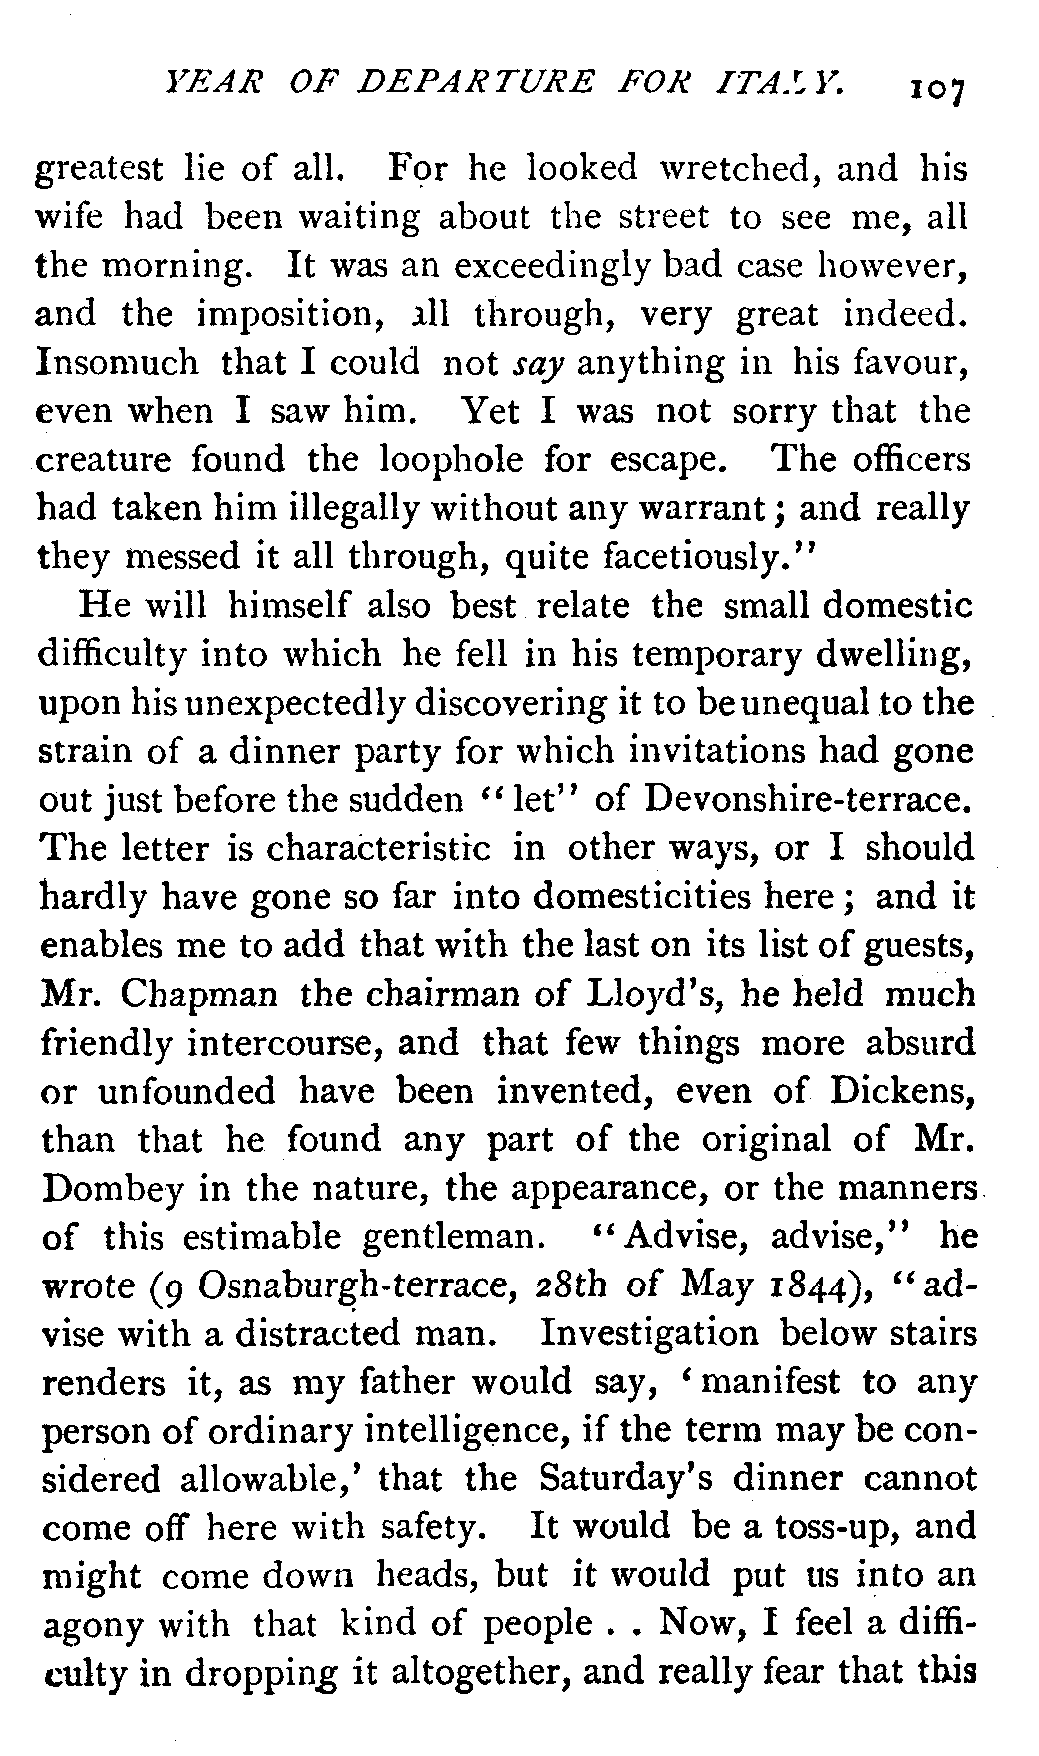 YEAR OF DEPARTURE FOR ITALY. 107
greatest lie of all. For he looked wretched, and his
wife had been waiting about the street to see me, all
the morning. It was an exceedingly bad case however,
and the imposition, all through, very great indeed.
Insomuch that I could not say anything in his favour,
even when I saw him. Yet I was not sorry that the
creature found the loophole for escape. The officers
had taken him illegally without any warrant; and really
they messed it all through, quite facetiously."
He will himself also best relate the small domestic
difficulty into which he fell in his temporary dwelling,
upon his unexpectedly discovering it to be unequal to the
strain of a dinner party for which invitations had gone
out just before the sudden "let" of Devonshire-terrace.
The letter is characteristic in other ways, or I should
hardly have gone so far into domesticities here; and it
enables me to add that with the last on its list of guests,
Mr. Chapman the chairman of Lloyd's, he held much
friendly intercourse, and that few things more absurd
or unfounded have been invented, even of Dickens,
than that he found any part of the original of Mr.
Dombey in the nature, the appearance, or the manners
of this estimable gentleman. "Advise, advise," he
wrote (9 Osnaburgh-terrace, 28th of May 1844), "ad-
vise with a distracted man. Investigation below stairs
renders it, as my father would say, 'manifest to any
person of ordinary intelligence, if the term may be con-
sidered allowable,' that the Saturday's dinner cannot
come off here with safety. It would be a toss-up, and
might come down heads, but it would put us into an
agony with that kind of people . . Now, I feel a diffi-
culty in dropping it altogether, and really fear that this